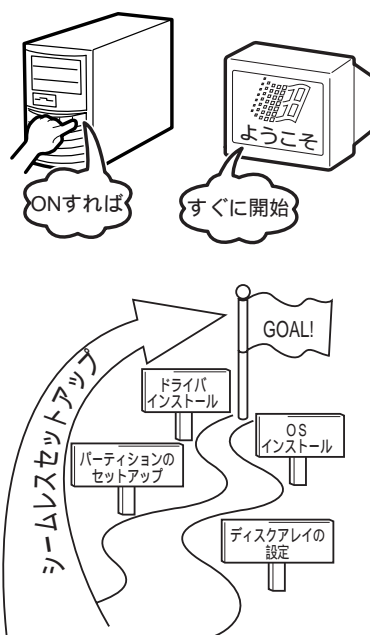 ようこそ
ONすれば
すぐに開始
GOAL!
シームレスセットアップ
ドライバ
インストール
OS
インストール
パーティションの
セットアップ
ディスクアレイの
設定